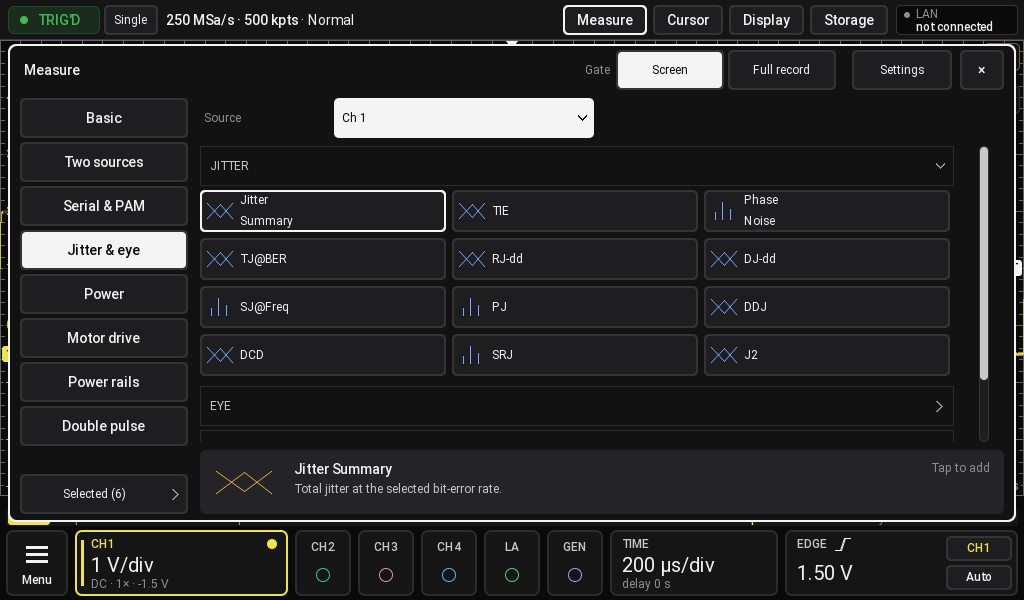 TRIG'D
Single
250 MSa/s · 500 kpts · Normal
Measure
Cursor
Display
Storage
LAN
not connected
Measure
Gate
Screen
Full record
Settings
×
Basic
Two sources
Serial & PAM
Jitter & eye
Power
Motor drive
Power rails
Double pulse
Selected (6)
Source
Ch 1
JITTER
Jitter
Summary
TIE
Phase
Noise
TJ@BER
RJ-dd
DJ-dd
SJ@Freq
PJ
DDJ
DCD
SRJ
J2
EYE
Jitter Summary
Total jitter at the selected bit-error rate.
Tap to add
Menu
CH1
1 V/div
DC · 1× · -1.5 V
CH2
CH3
CH4
LA
GEN
TIME
200 µs/div
delay 0 s
EDGE
1.50 V
CH1
Auto